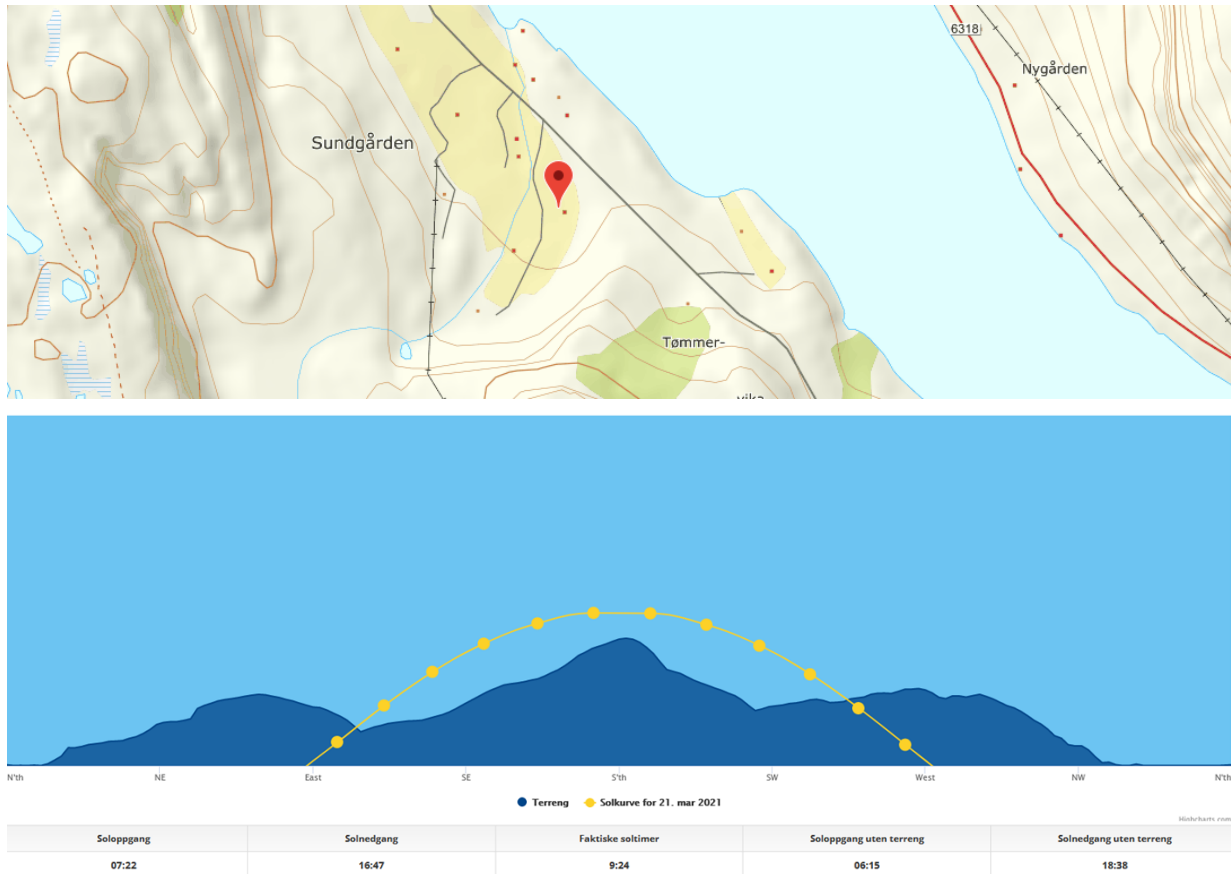 6318
Nygården
Sundgården
Tømmer-
vika
N'th NE East SE S'th SW West NW N'th
Terreng Solkurve for 21. mar 2021
Highcharts.com
Soloppgang Solnedgang Faktiske soltimer Soloppgang uten terreng Solnedgang uten terreng
07:22 16:47 9:24 06:15 18:38